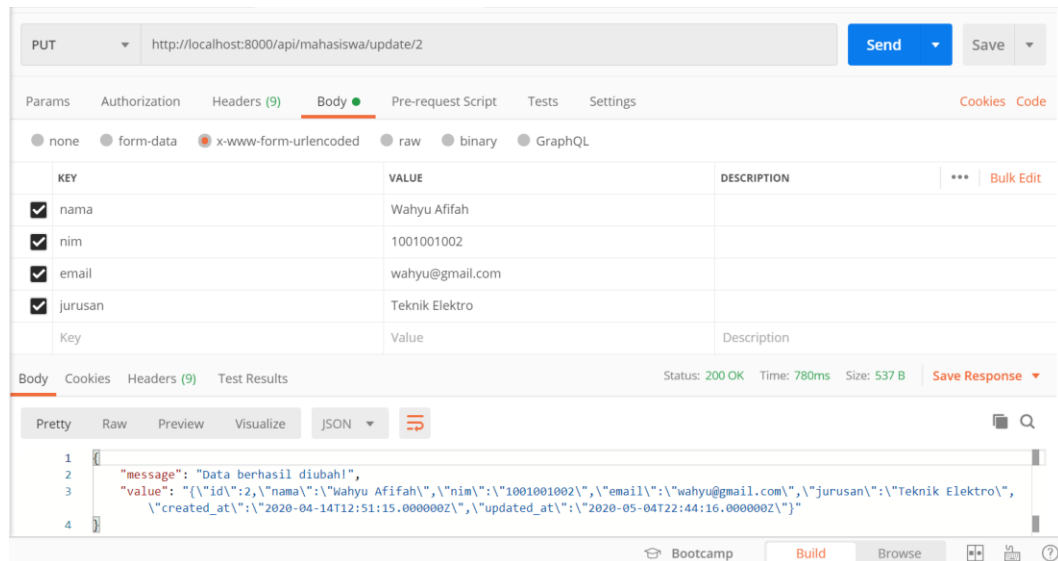 PUT http://localhost:8000/api/mahasiswa/update/2 Send Save
Params Authorization Headers (9) Body Pre-request Script Tests Settings Cookies Code
none form-data x-www-form-urlencoded raw binary GraphQL
KEY VALUE DESCRIPTION ••• Bulk Edit
nama Wahyu Afifah
nim 1001001002
email wahyu@gmail.com
jurusan Teknik Elektro
Key Value Description
Body Cookies Headers (9) Test Results Status: 200 OK Time: 780ms Size: 537 B Save Response
Pretty Raw Preview Visualize JSON
1 {
2 "message": "Data berhasil diubah!",
3 "value": "{\"id\":2,\"nama\":\"Wahyu Afifah\",\"nim\":\"1001001002\",\"email\":\"wahyu@gmail.com\",\"jurusan\":\"Teknik Elektro\",
\"created_at\":\"2020-04-14T12:51:15.000000Z\",\"updated_at\":\"2020-05-04T22:44:16.000000Z\"}"
4 }
Bootcamp Build Browse